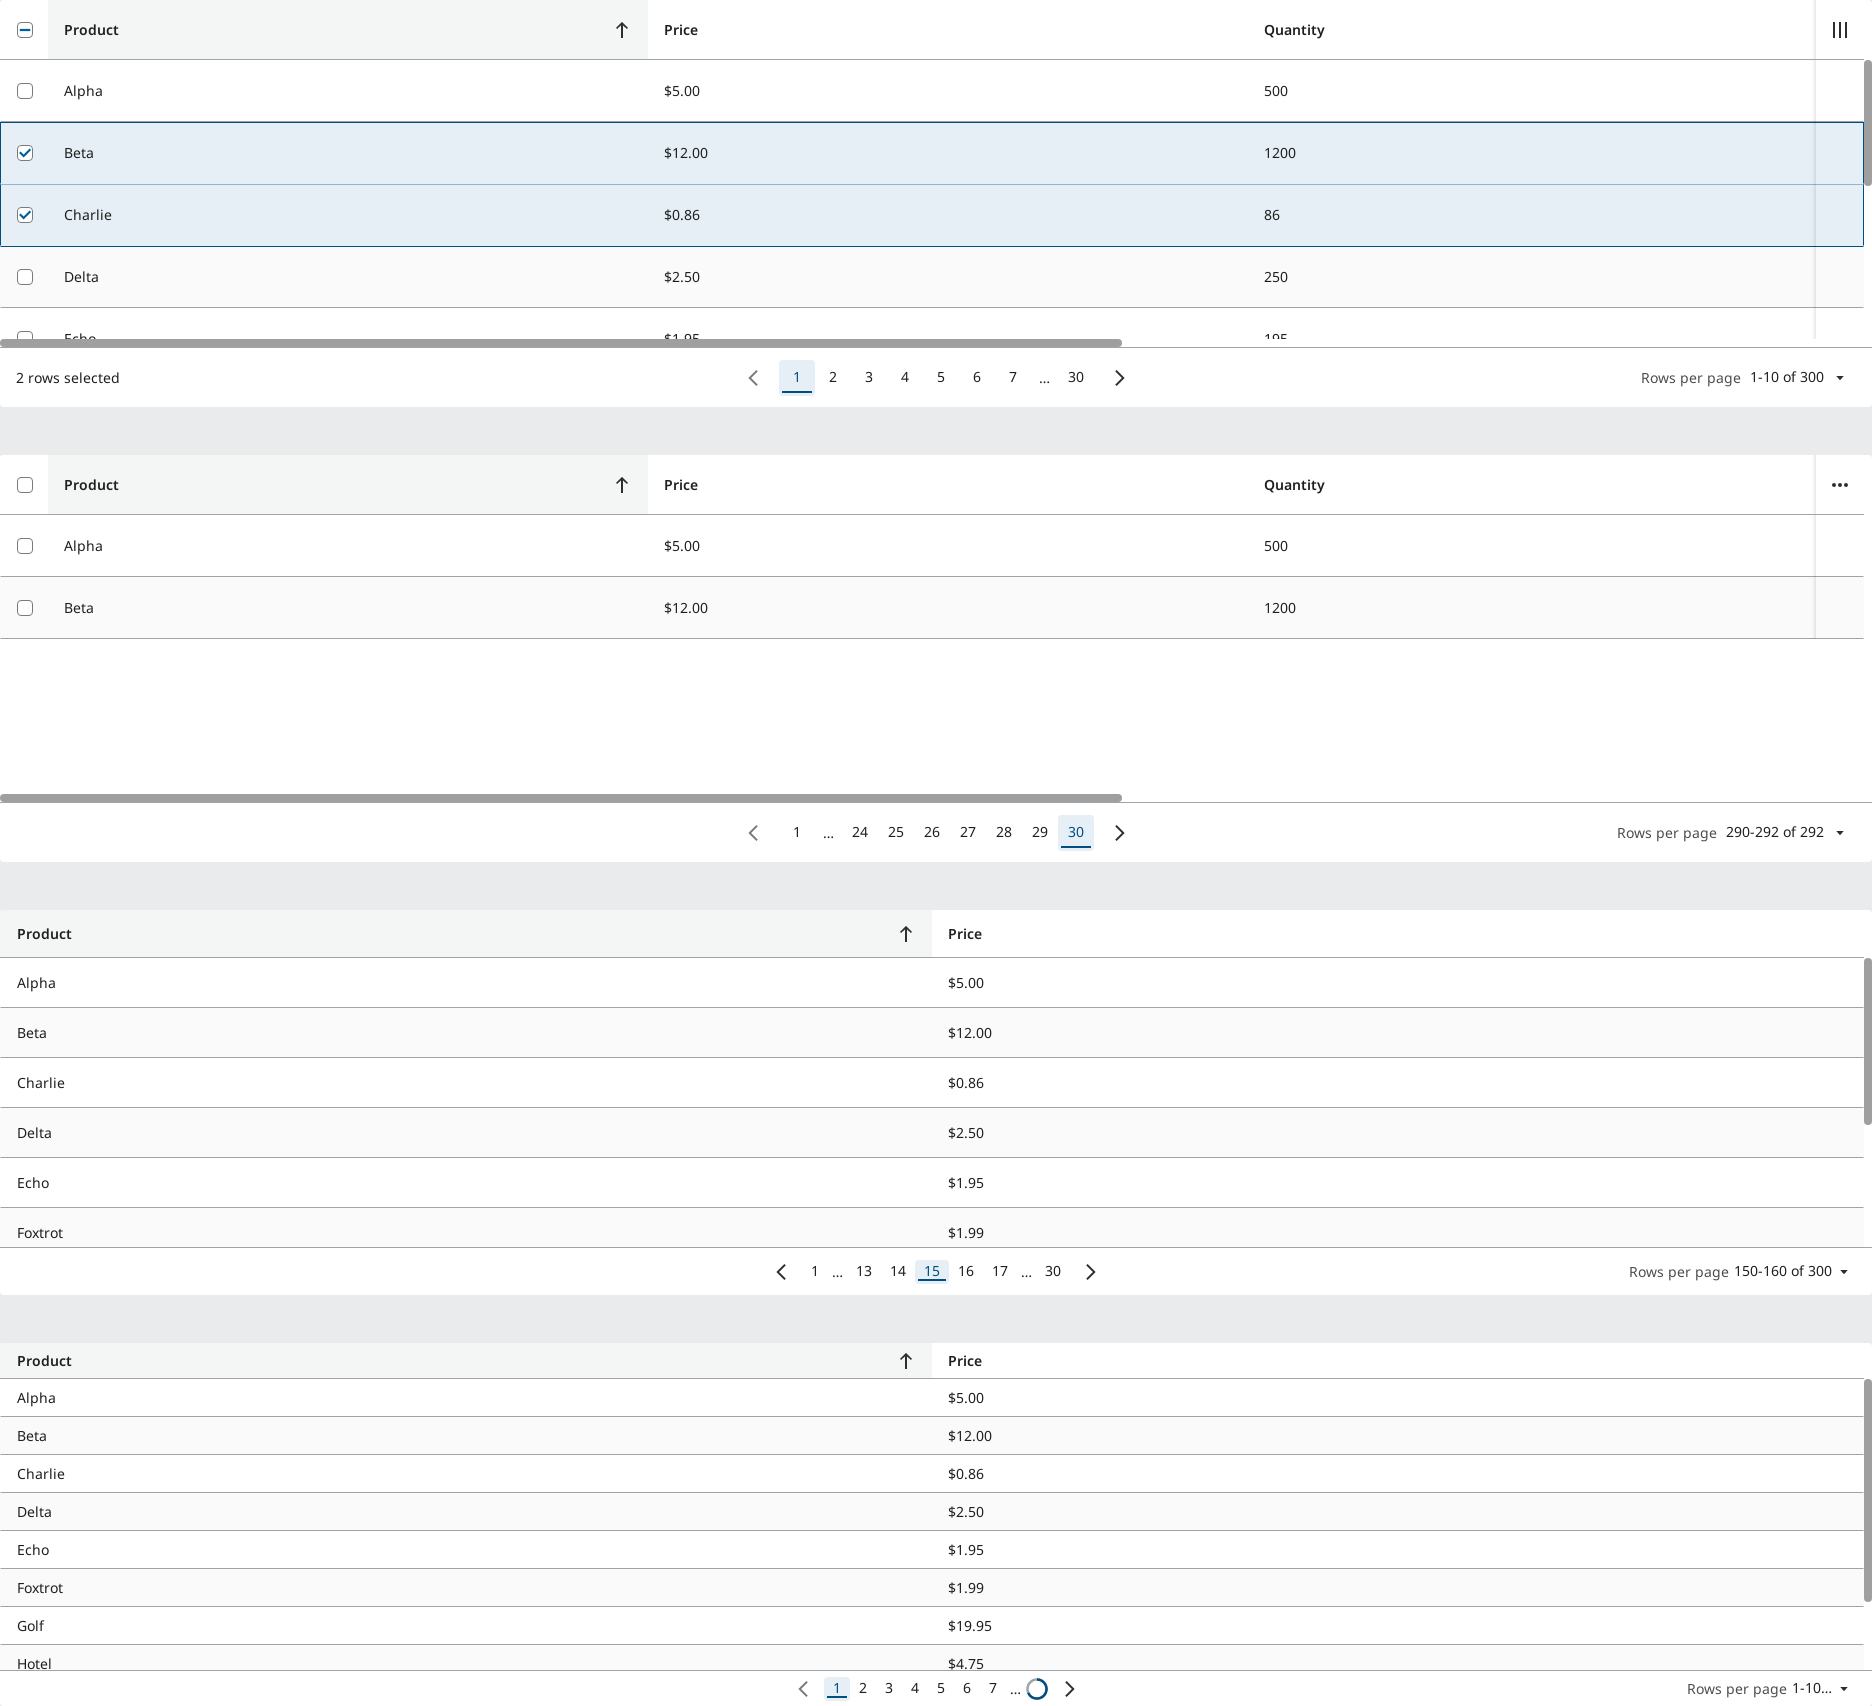 Product Price Quantity
Alpha $5.00 500
Beta $12.00 1200
Charlie $0.86 86
Delta $2.50 250
Echo $1.95 195
2 rows selected 1 2 3 4 5 6 7 ... 30 Rows per page 1-10 of 300
Product Price Quantity
Alpha $5.00 500
Beta $12.00 1200
1 ... 24 25 26 27 28 29 30 Rows per page 290-292 of 292
Product Price
Alpha $5.00
Beta $12.00
Charlie $0.86
Delta $2.50
Echo $1.95
Foxtrot $1.99
1 ... 13 14 15 16 17 ... 30 Rows per page 150-160 of 300
Product Price
Alpha $5.00
Beta $12.00
Charlie $0.86
Delta $2.50
Echo $1.95
Foxtrot $1.99
Golf $19.95
Hotel $4.75
1 2 3 4 5 6 7 ... Rows per page 1-10...